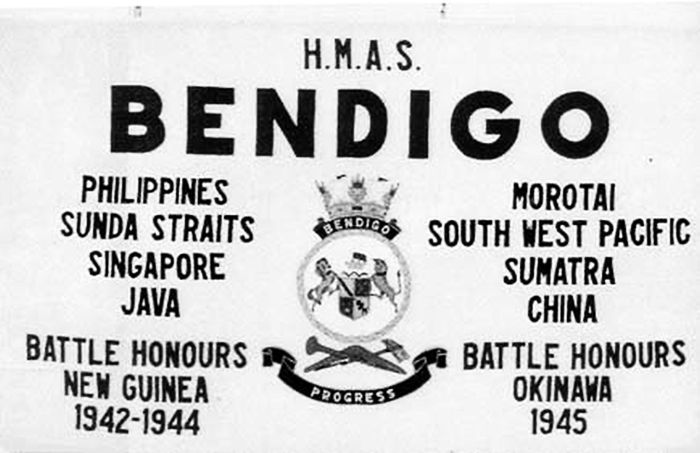 H.M.A.S.
BENDIGO
PHILIPPINES
SUNDA STRAITS
SINGAPORE
JAVA
BATTLE HONOURS
NEW GUINEA
1942-1944
BENDIGO
PROGRESS
MOROTAI
SOUTH WEST PACIFIC
SUMATRA
CHINA
BATTLE HONOURS
OKINAWA
1945